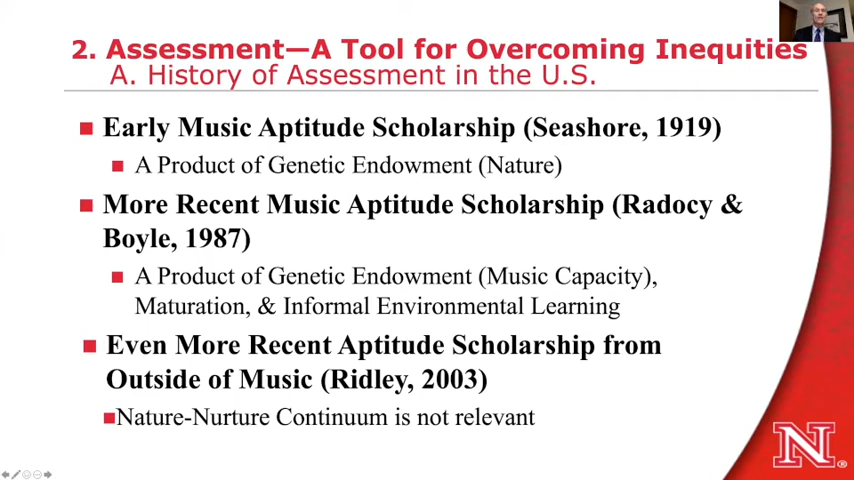 2. Assessment—A Tool for Overcoming Inequities
A. History of Assessment in the U.S.
Early Music Aptitude Scholarship (Seashore, 1919)
A Product of Genetic Endowment (Nature)
More Recent Music Aptitude Scholarship (Radocy &
Boyle, 1987)
A Product of Genetic Endowment (Music Capacity),
Maturation, & Informal Environmental Learning
Even More Recent Aptitude Scholarship from
Outside of Music (Ridley, 2003)
Nature-Nurture Continuum is not relevant
N®